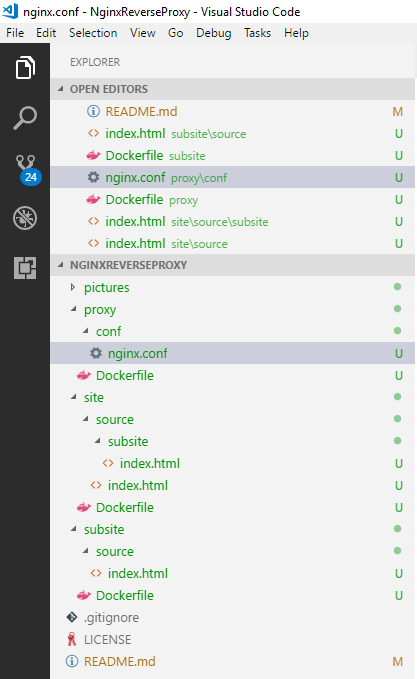 nginx.conf - NginxReverseProxy - Visual Studio Code
File Edit Selection View Go Debug Tasks Help
EXPLORER
OPEN EDITORS
README.md M
index.html subsite\source U
Dockerfile subsite U
nginx.conf proxy\conf U
Dockerfile proxy U
index.html site\source\subsite U
index.html site\source U
24
NGINXREVERSEPROXY
pictures
proxy
conf
nginx.conf U
Dockerfile U
site
source
subsite
index.html U
index.html U
Dockerfile U
subsite
source
index.html U
Dockerfile U
.gitignore
LICENSE
README.md M